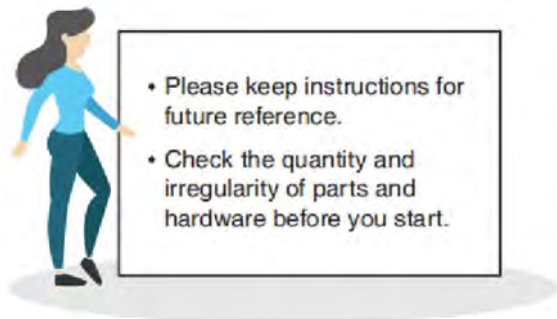 • Please keep instructions for
future reference.
• Check the quantity and
irregularity of parts and
hardware before you start.